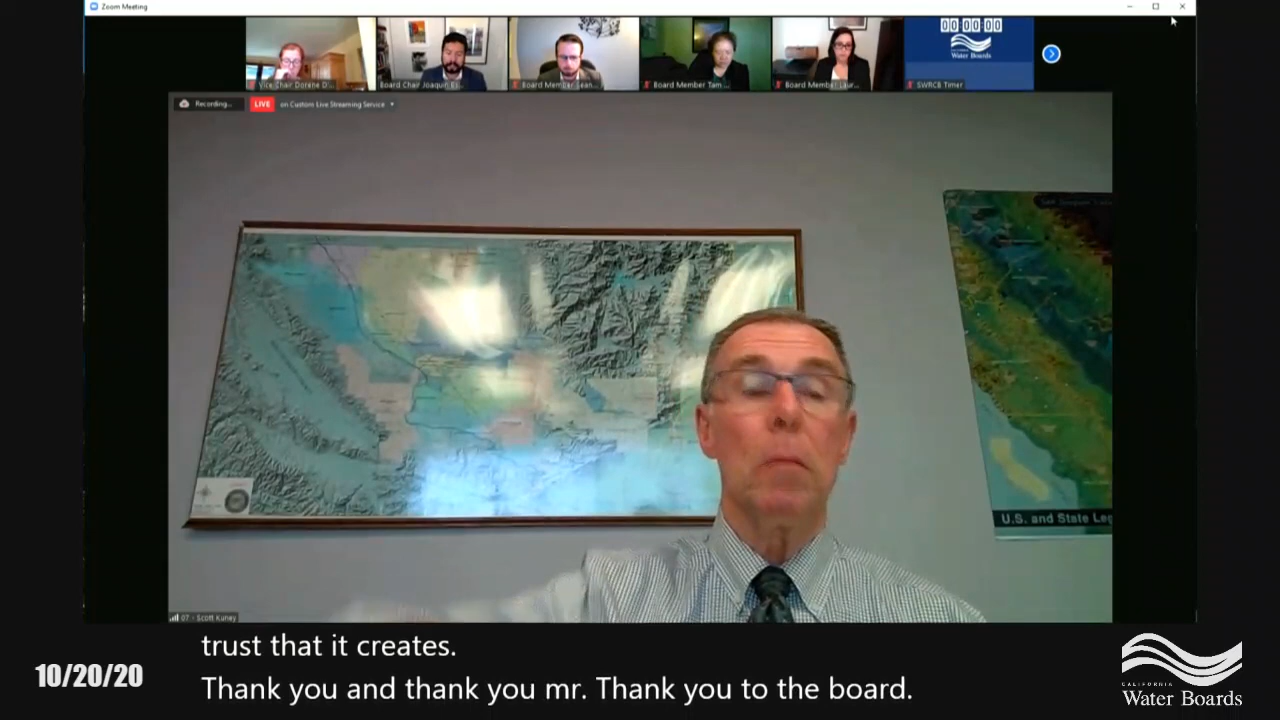 Zoom Meeting
00:00:00
CALIFORNIA
Water Boards
Vice Chair Dorene D'...
Board Chair Joaquin Es...
Board Member Sean...
Board Member Tam ...
Board Member Laur...
SWRCB Timer
Recording...
LIVE
on Custom Live Streaming Service
U.S. and State Leg
07 - Scott Kuney
trust that it creates.
Thank you and thank you mr. Thank you to the board.
10/20/20
CALIFORNIA
Water Boards